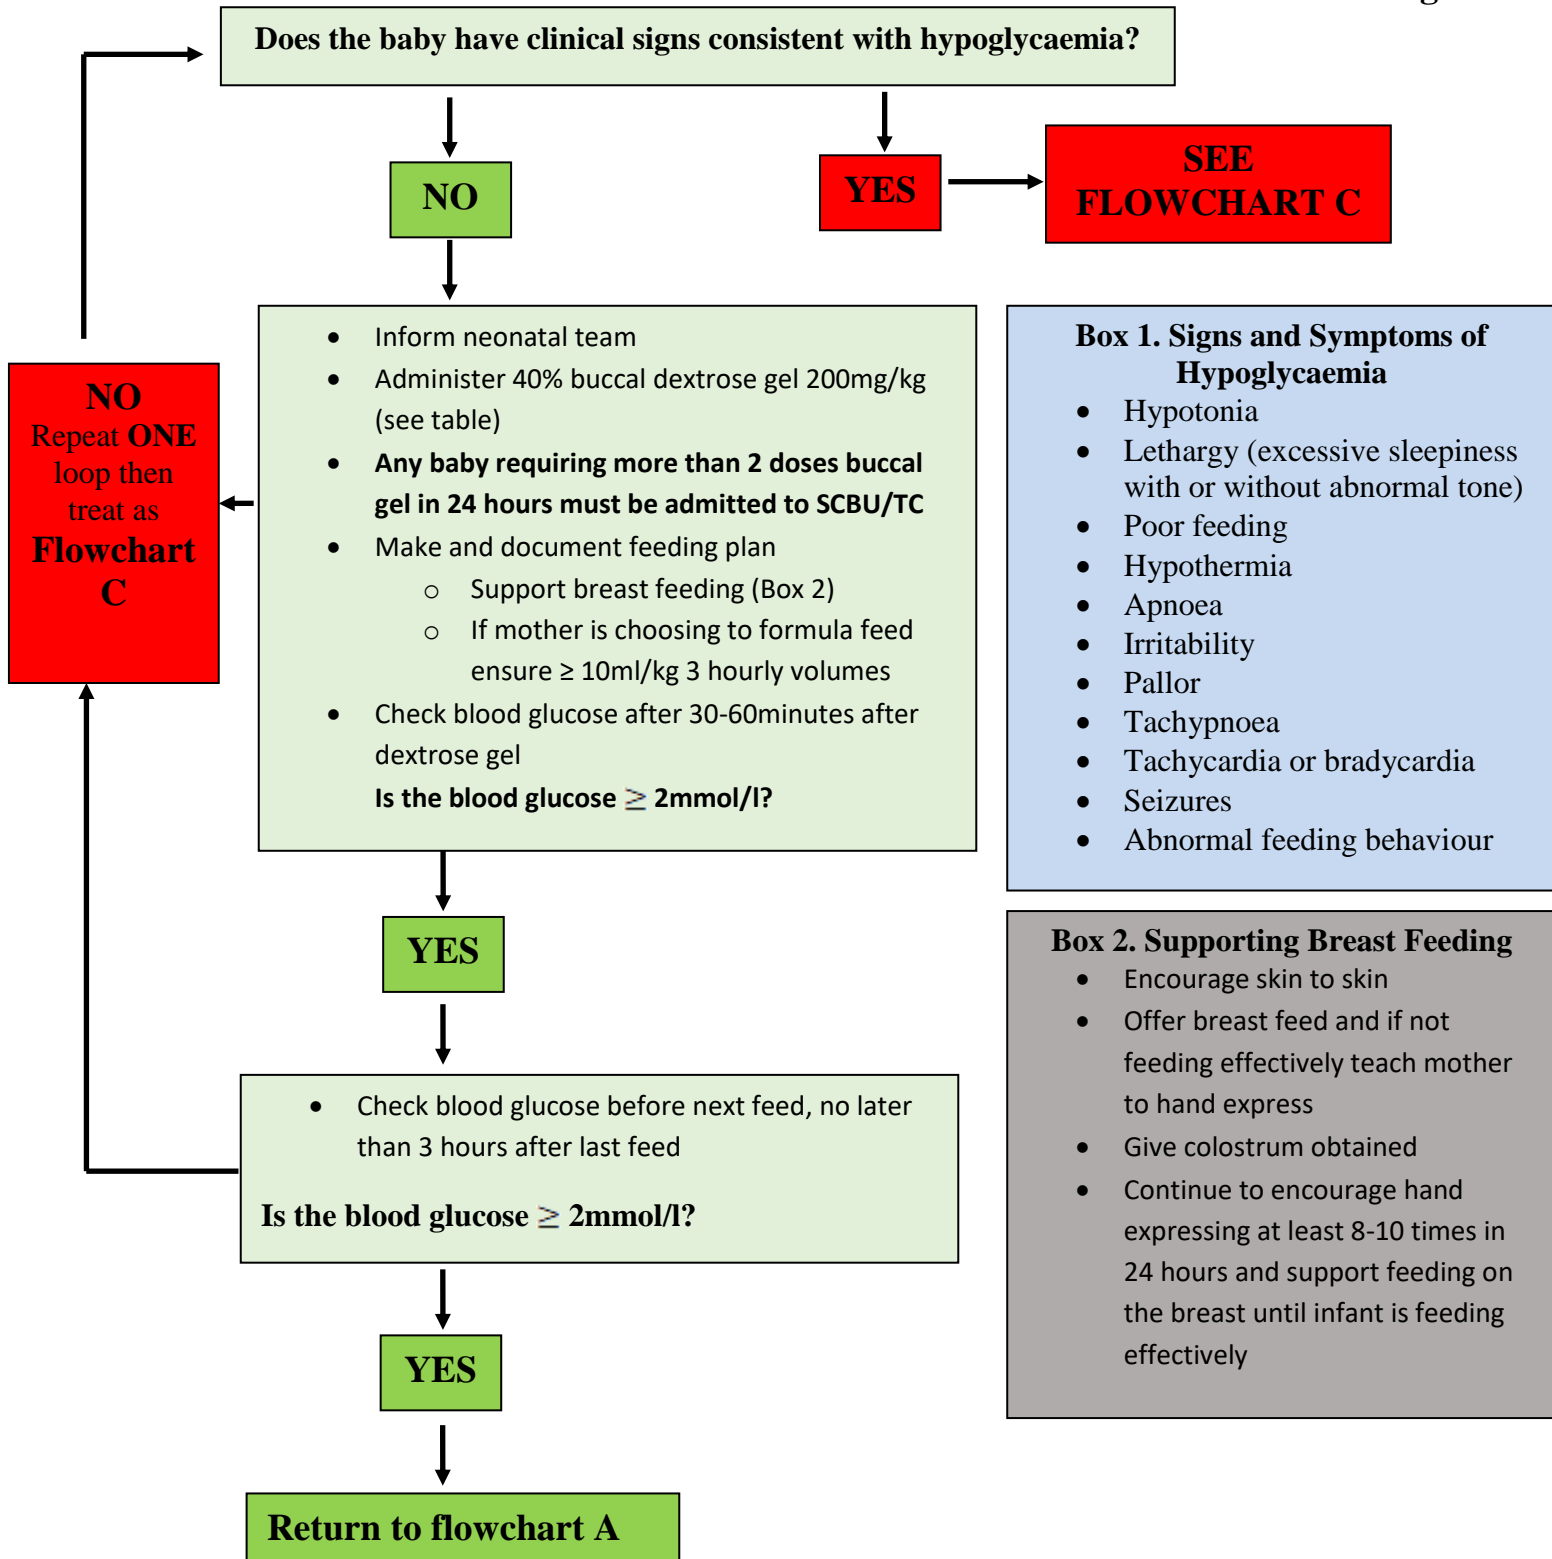 Does the baby have clinical signs consistent with hypoglycaemia?
NO
YES
SEE
FLOWCHART C
• Inform neonatal team
• Administer 40% buccal dextrose gel 200mg/kg
(see table)
• Any baby requiring more than 2 doses buccal
gel in 24 hours must be admitted to SCBU/TC
• Make and document feeding plan
o Support breast feeding (Box 2)
o If mother is choosing to formula feed
ensure ≥ 10ml/kg 3 hourly volumes
• Check blood glucose after 30-60minutes after
dextrose gel
Is the blood glucose ≥ 2mmol/l?
NO
Repeat ONE
loop then
treat as
Flowchart
C
Box 1. Signs and Symptoms of
Hypoglycaemia
• Hypotonia
• Lethargy (excessive sleepiness
with or without abnormal tone)
• Poor feeding
• Hypothermia
• Apnoea
• Irritability
• Pallor
• Tachypnoea
• Tachycardia or bradycardia
• Seizures
• Abnormal feeding behaviour
YES
• Check blood glucose before next feed, no later
than 3 hours after last feed
Is the blood glucose ≥ 2mmol/l?
Box 2. Supporting Breast Feeding
• Encourage skin to skin
• Offer breast feed and if not
feeding effectively teach mother
to hand express
• Give colostrum obtained
• Continue to encourage hand
expressing at least 8-10 times in
24 hours and support feeding on
the breast until infant is feeding
effectively
YES
Return to flowchart A